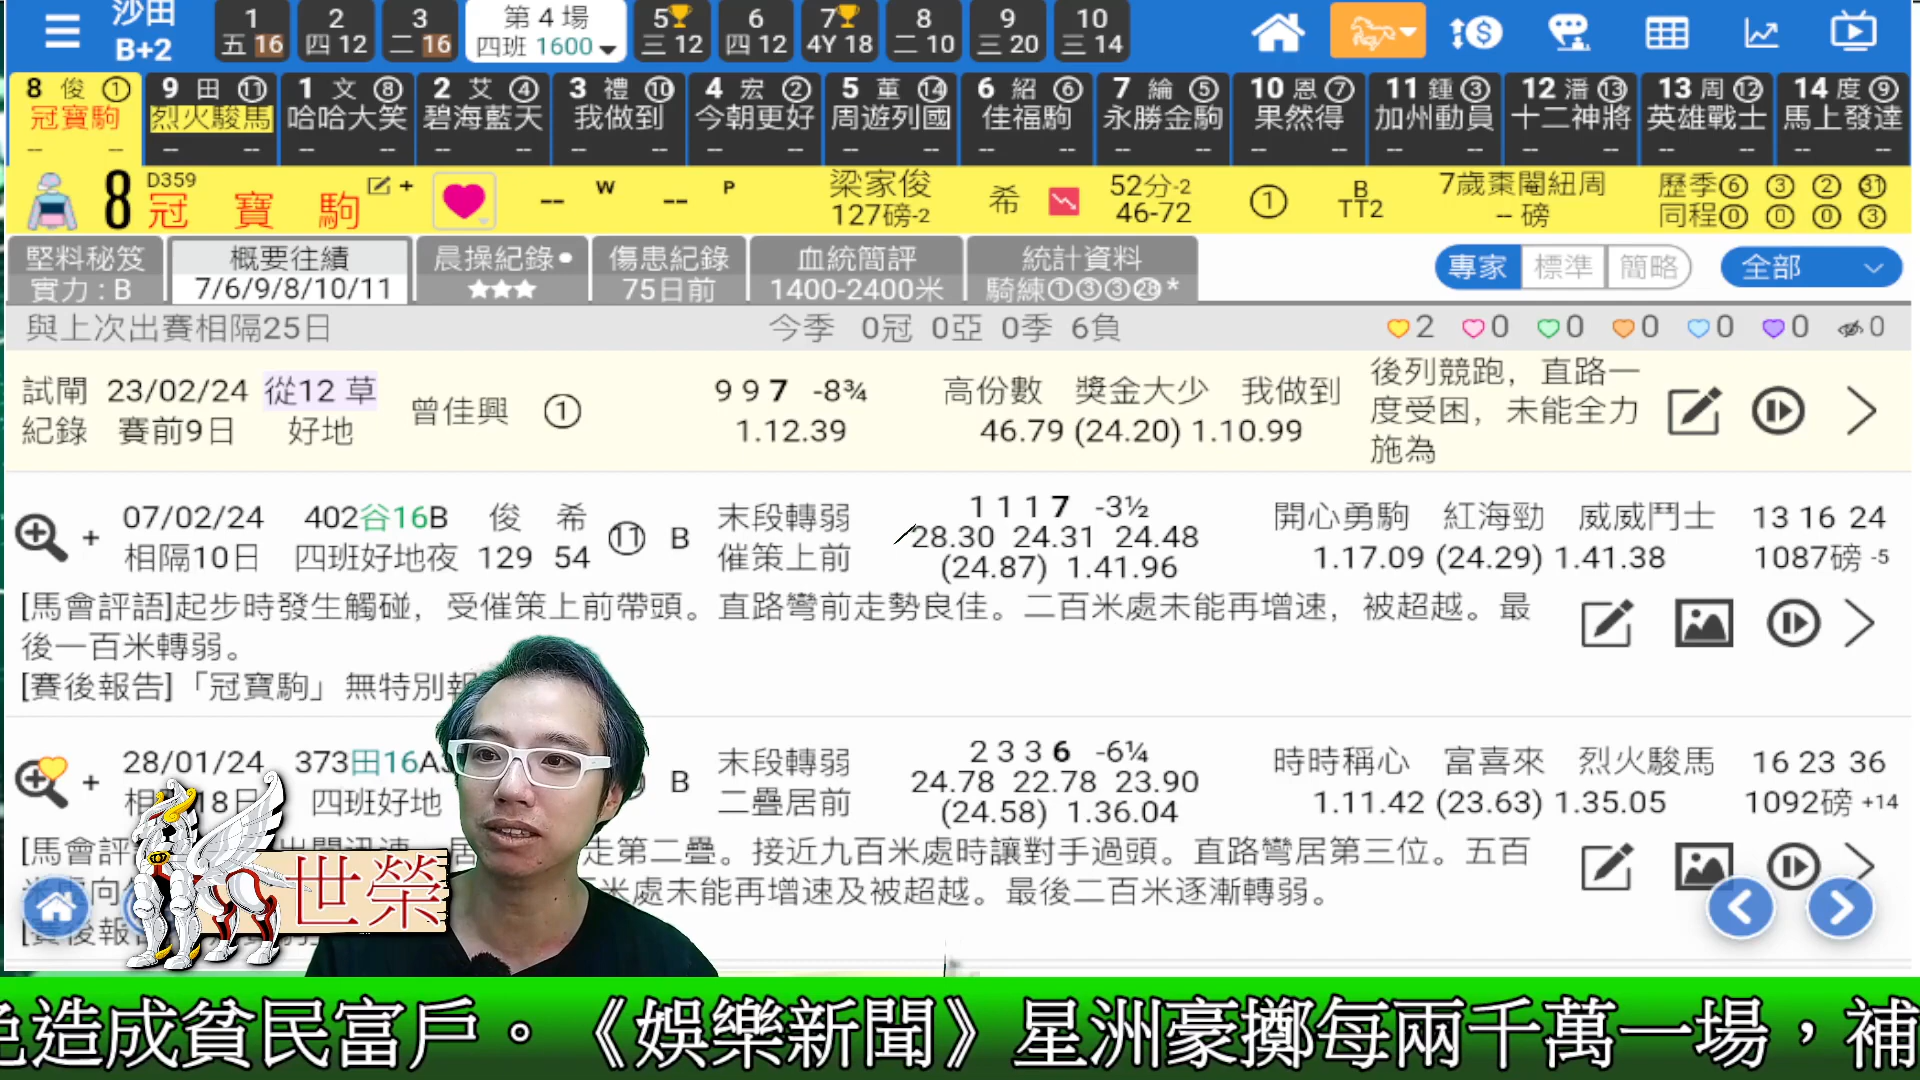 沙田
B+2
1
五 16
2
四 12
3
二 16
第 4 場
四班 1600
5
三 12
6
四 12
7
4Y 18
8
二 10
9
三 20
10
三 14
8 俊 ①
冠寶駒
-- --
9 田 ⑪
烈火駿馬
-- --
1 文 ⑧
哈哈大笑
-- --
2 艾 ④
碧海藍天
-- --
3 禮 ⑩
我做到
-- --
4 宏 ②
今朝更好
-- --
5 董 ⑭
周遊列國
-- --
6 紹 ⑥
佳福駒
-- --
7 綸 ⑤
永勝金駒
-- --
10 恩 ⑦
果然得
-- --
11 鍾 ③
加州動員
-- --
12 潘 ⑬
十二神將
-- --
13 周 ⑫
英雄戰士
-- --
14 度 ⑨
馬上發達
-- --
8
D359
冠 寶 駒
+
-- W -- P
梁家俊
127磅-2
希
52分-2
46-72
①
B
TT2
7歲棗閹紐周
-- 磅
歷季⑥ ③ ② ㉛
同程⓪ ⓪ ⓪ ③
堅料秘笈
實力 : B
概要往績
7/6/9/8/10/11
晨操紀錄●
★★★
傷患紀錄
75日前
血統簡評
1400-2400米
統計資料
騎練①③③㉘*
專家
標準
簡略
全部
與上次出賽相隔25日
今季 0冠 0亞 0季 6負
2 0 0 0 0 0 0
試閘 23/02/24 從12 草
紀錄 賽前9日 好地
曾佳興 ①
9 9 7 -8¾
1.12.39
高份數 獎金大少 我做到
46.79 (24.20) 1.10.99
後列競跑，直路一
度受困，未能全力
施為
+ 07/02/24 402谷16B 俊 希
相隔10日 四班好地夜 129 54
⑪ B
末段轉弱
催策上前
1 1 1 7 -3½
28.30 24.31 24.48
(24.87) 1.41.96
開心勇駒 紅海勁 威威鬥士 13 16 24
1.17.09 (24.29) 1.41.38 1087磅 -5
[馬會評語]起步時發生觸碰，受催策上前帶頭。直路彎前走勢良佳。二百米處未能再增速，被超越。最
後一百米轉弱。
[賽後報告]「冠寶駒」無特別報
+ 28/01/24 373田16A
18日 四班好地
B
末段轉弱
二疊居前
2 3 3 6 -6¼
24.78 22.78 23.90
(24.58) 1.36.04
時時稱心 富喜來 烈火駿馬 16 23 36
1.11.42 (23.63) 1.35.05 1092磅 +14
[馬會評 走第二疊。接近九百米處時讓對手過頭。直路彎居第三位。五百
米處未能再增速及被超越。最後二百米逐漸轉弱。
世榮
造成貧民富戶。《娛樂新聞》星洲豪擲每兩千萬一場，補